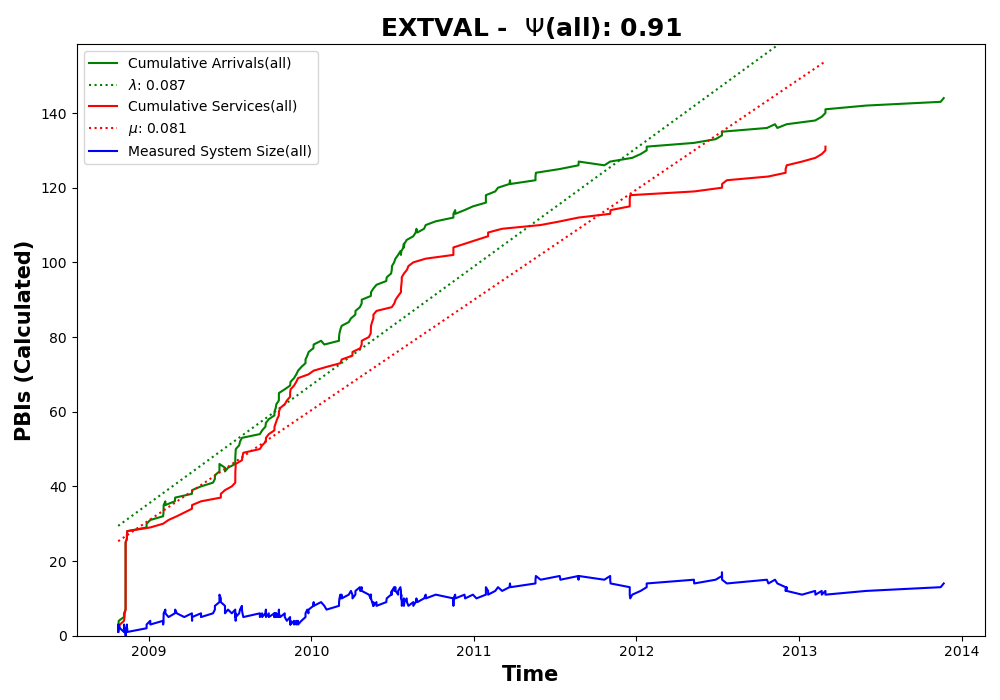 EXTVAL - Ψ(all): 0.91
Cumulative Arrivals(all)
λ: 0.087
Cumulative Services(all)
μ: 0.081
Measured System Size(all)
PBIs (Calculated)
140
120
100
80
60
40
20
0
2009 2010 2011 2012 2013 2014
Time